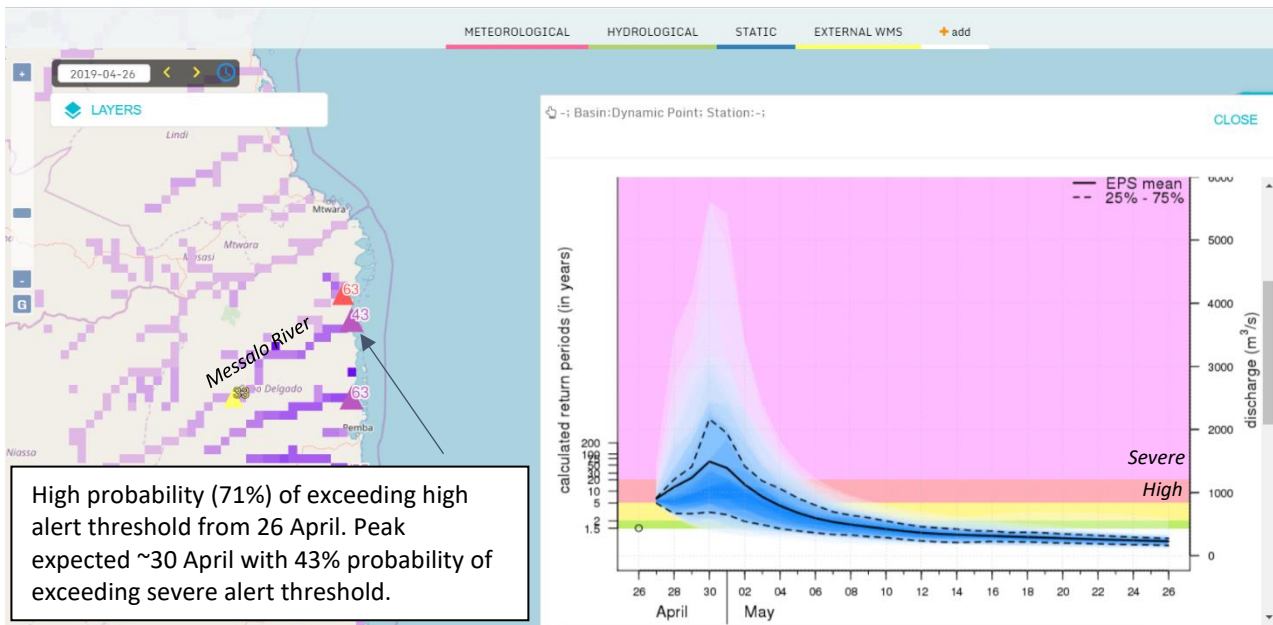 METEOROLOGICAL HYDROLOGICAL STATIC EXTERNAL WMS + add
+
2019-04-26 < >
LAYERS
Lindi
Mtwara
Mtwara
Masasi
-
G
63
43
Messalo River
33
Cabo Delgado
63
Pemba
Niassa
-; Basin:Dynamic Point; Station:-;
CLOSE
EPS mean
25% - 75%
calculated return periods (in years)
200
100
75
50
30
20
10
5
2
1.5
6000
5000
4000
3000
2000
1000
0
discharge (m³/s)
Severe
High
26 28 30 02 04 06 08 10 12 14 16 18 20 22 24 26
April May
High probability (71%) of exceeding high
alert threshold from 26 April. Peak
expected ~30 April with 43% probability of
exceeding severe alert threshold.